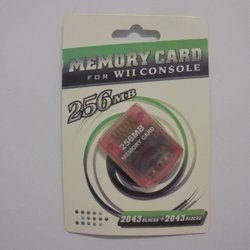 MEMORY CARD
FOR WII CONSOLE
256MB
256MB
MEMORY CARD
2043 BLOCKS + 2043 BLOCKS